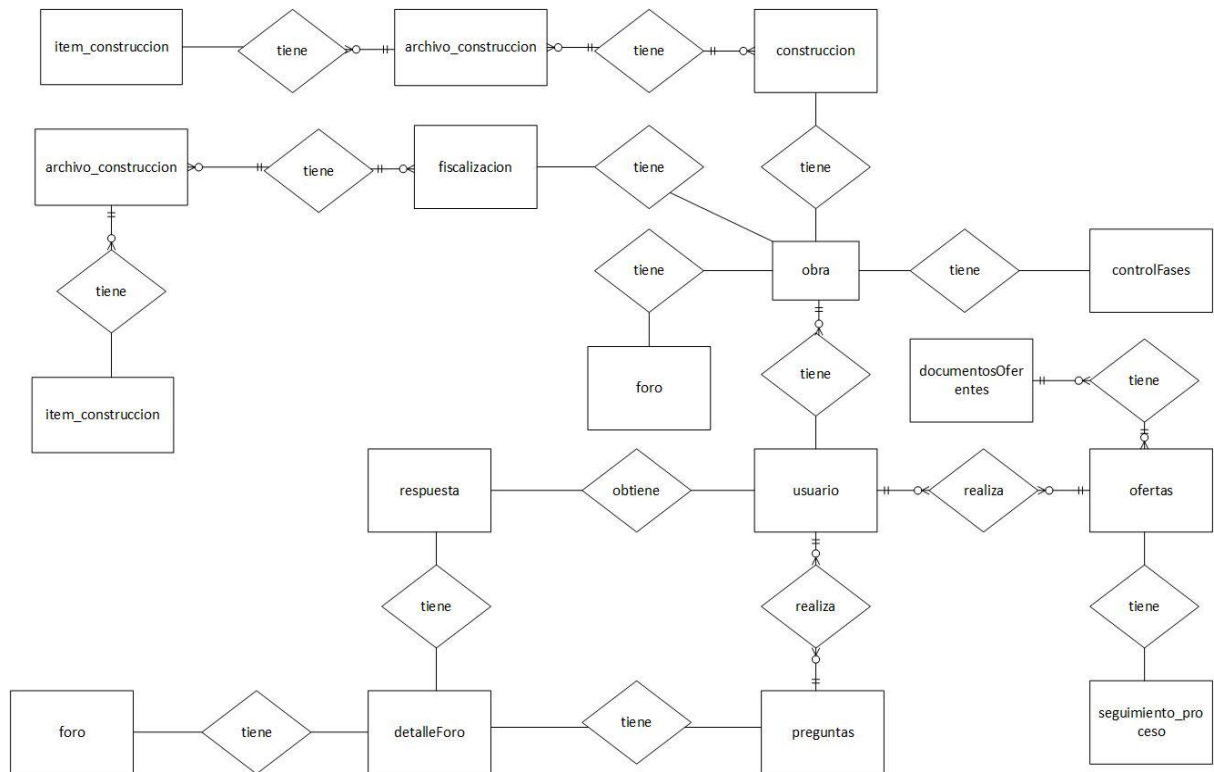 item_construccion
tiene
archivo_construccion
tiene
construccion
archivo_construccion
tiene
fiscalizacion
tiene
tiene
tiene
obra
tiene
controlFases
tiene
foro
tiene
documentosOfer
entes
tiene
item_construccion
respuesta
obtiene
usuario
realiza
ofertas
tiene
realiza
tiene
foro
tiene
detalleForo
tiene
preguntas
seguimiento_pro
ceso